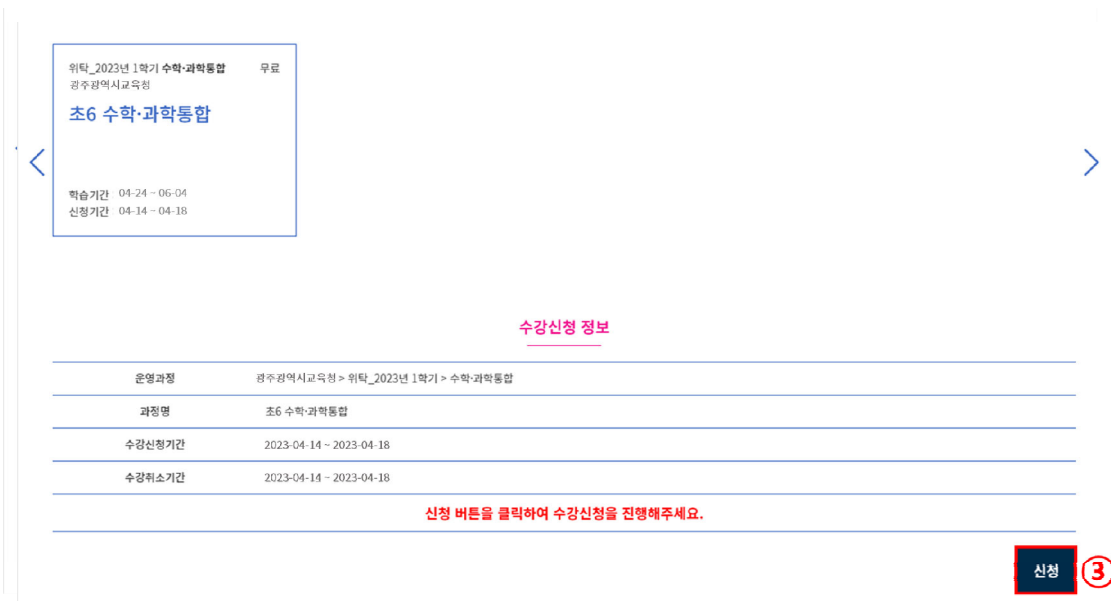 위탁_2023년 1학기 수학·과학통합 무료
광주광역시교육청
초6 수학·과학통합
학습기간 04-24 ~ 06-04
신청기간 04-14 ~ 04-18
수강신청 정보
운영과정 광주광역시교육청 > 위탁_2023년 1학기 > 수학·과학통합
과정명 초6 수학·과학통합
수강신청기간 2023-04-14 ~ 2023-04-18
수강취소기간 2023-04-14 ~ 2023-04-18
신청 버튼을 클릭하여 수강신청을 진행해주세요.
신청 ③